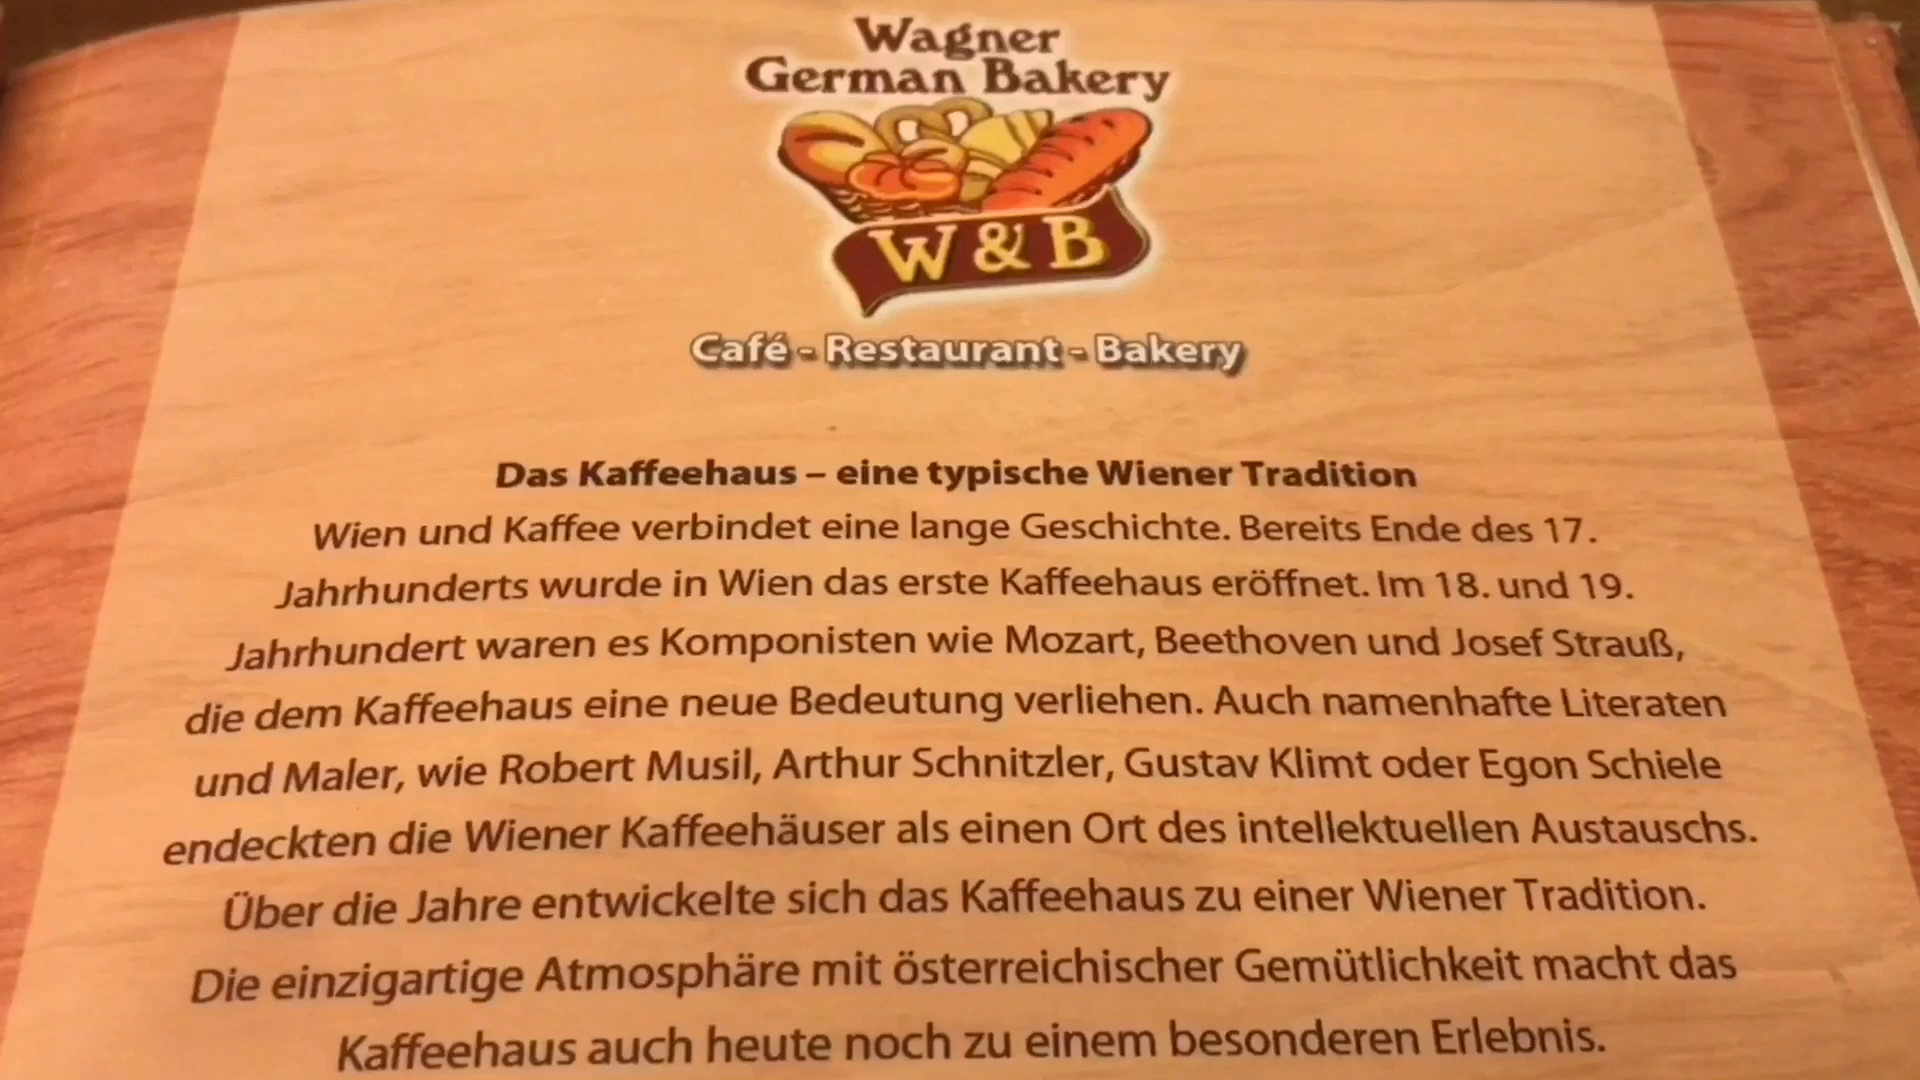 Wagner
German Bakery
W & B
Café - Restaurant - Bakery
Das Kaffeehaus – eine typische Wiener Tradition
Wien und Kaffee verbindet eine lange Geschichte. Bereits Ende des 17.
Jahrhunderts wurde in Wien das erste Kaffeehaus eröffnet. Im 18. und 19.
Jahrhundert waren es Komponisten wie Mozart, Beethoven und Josef Strauß,
die dem Kaffeehaus eine neue Bedeutung verliehen. Auch namenhafte Literaten
und Maler, wie Robert Musil, Arthur Schnitzler, Gustav Klimt oder Egon Schiele
endeckten die Wiener Kaffeehäuser als einen Ort des intellektuellen Austauschs.
Über die Jahre entwickelte sich das Kaffeehaus zu einer Wiener Tradition.
Die einzigartige Atmosphäre mit österreichischer Gemütlichkeit macht das
Kaffeehaus auch heute noch zu einem besonderen Erlebnis.